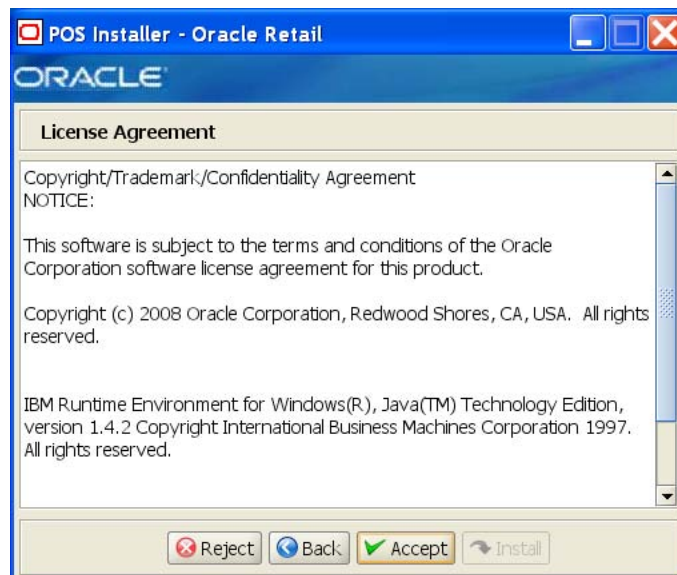 POS Installer - Oracle Retail
ORACLE
License Agreement
Copyright/Trademark/Confidentiality Agreement
NOTICE:
This software is subject to the terms and conditions of the Oracle
Corporation software license agreement for this product.
Copyright (c) 2008 Oracle Corporation, Redwood Shores, CA, USA. All rights
reserved.
IBM Runtime Environment for Windows(R), Java(TM) Technology Edition,
version 1.4.2 Copyright International Business Machines Corporation 1997.
All rights reserved.
Reject Back Accept Install